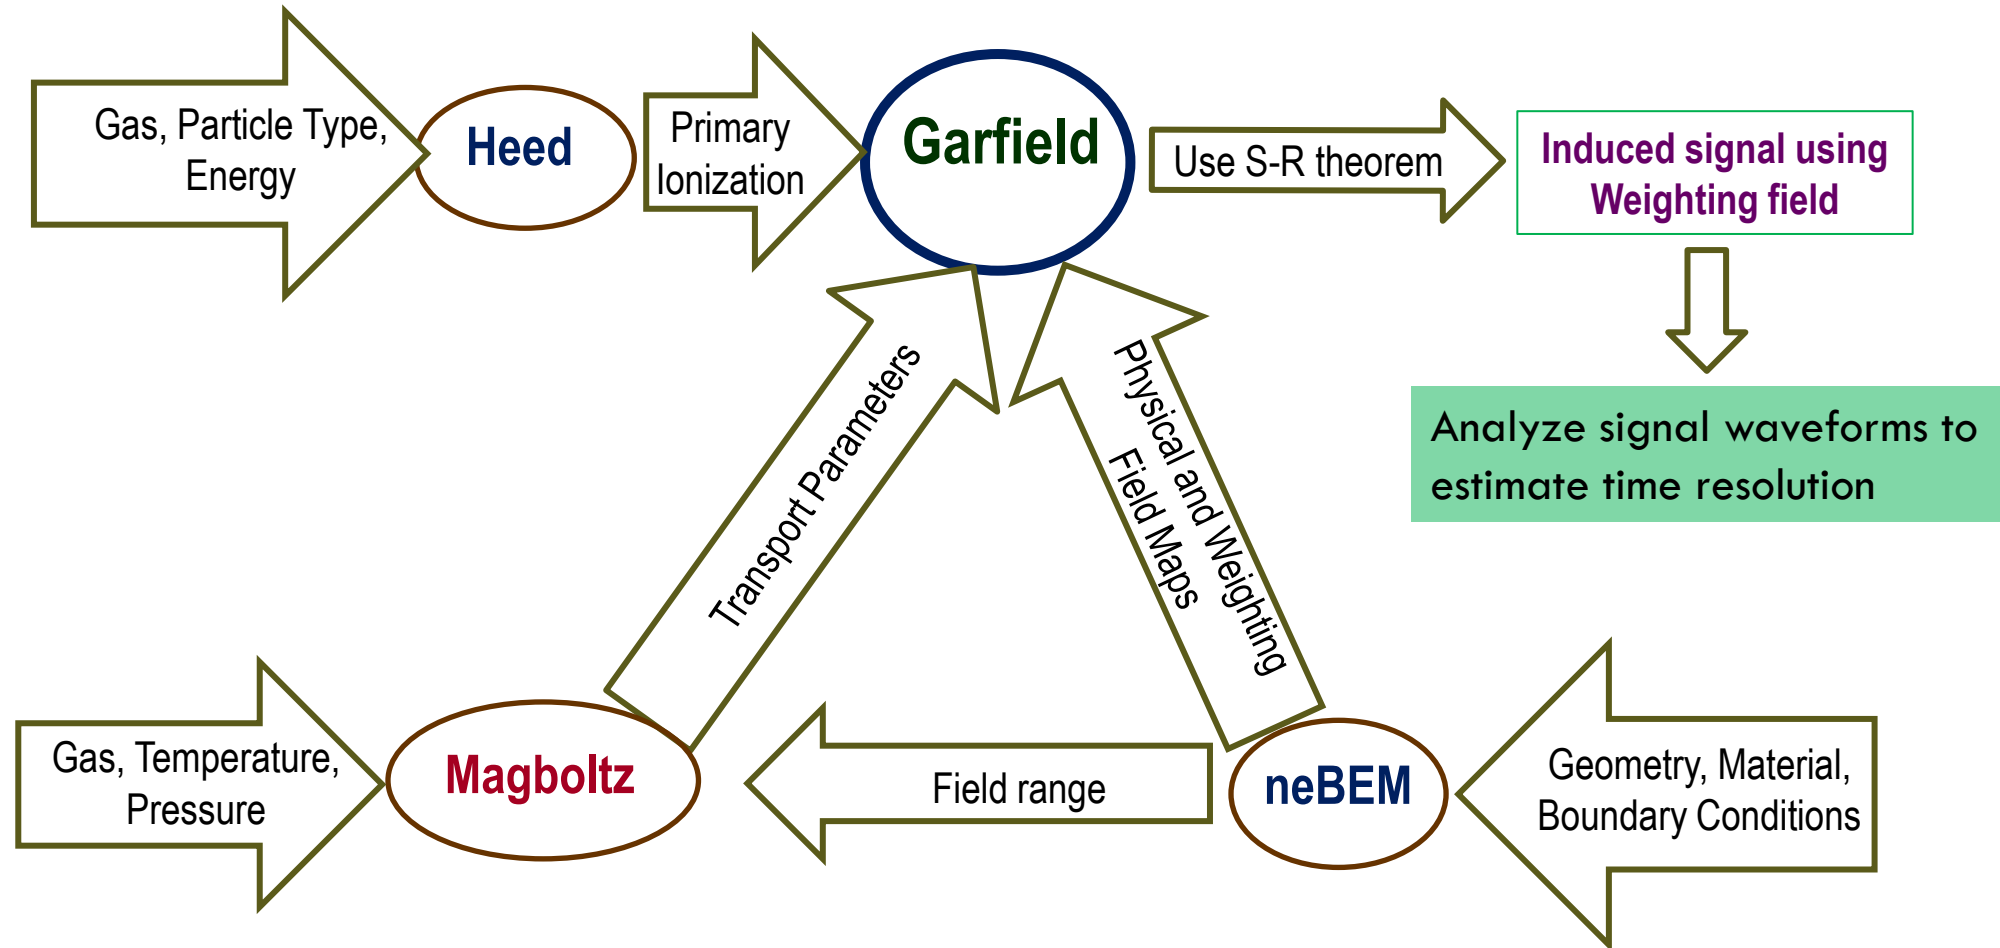 Gas, Particle Type,
Energy
Heed
Primary
Ionization
Garfield
Use S-R theorem
Induced signal using
Weighting field
Analyze signal waveforms to
estimate time resolution
Transport Parameters
Physical and Weighting
Field Maps
Gas, Temperature,
Pressure
Magboltz
Field range
neBEM
Geometry, Material,
Boundary Conditions